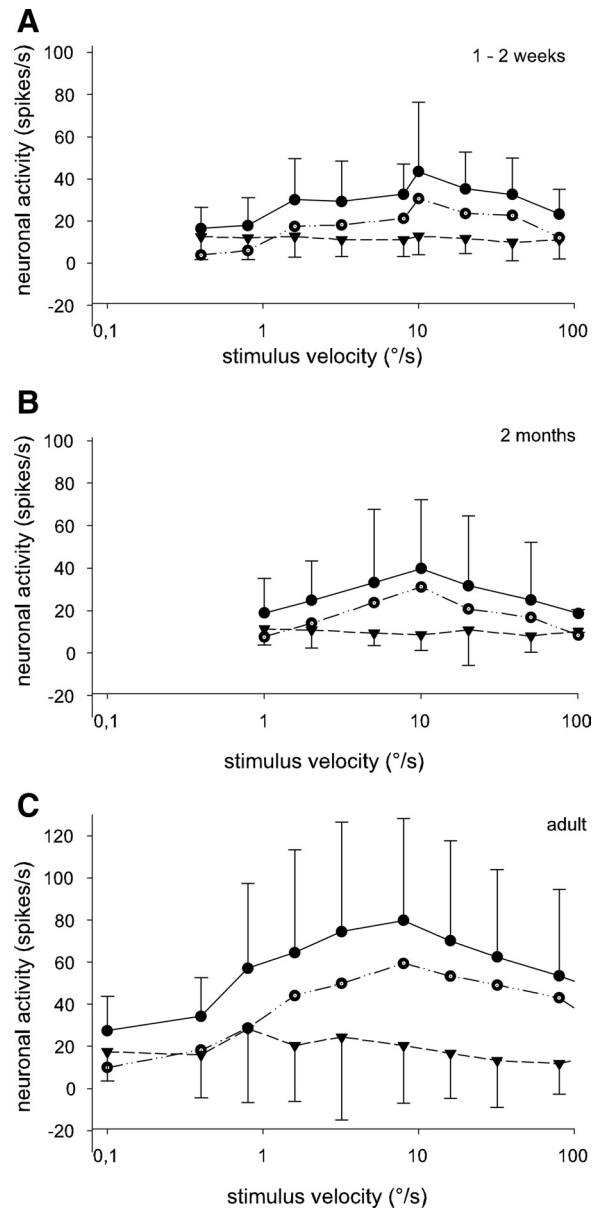 A
1 - 2 weeks
neuronal activity (spikes/s)
100
80
60
40
20
0
-20
0,1 1 10 100
stimulus velocity (°/s)
B
2 months
neuronal activity (spikes/s)
100
80
60
40
20
0
-20
0,1 1 10 100
stimulus velocity (°/s)
C
adult
neuronal activity (spikes/s)
120
100
80
60
40
20
0
-20
0,1 1 10 100
stimulus velocity (°/s)